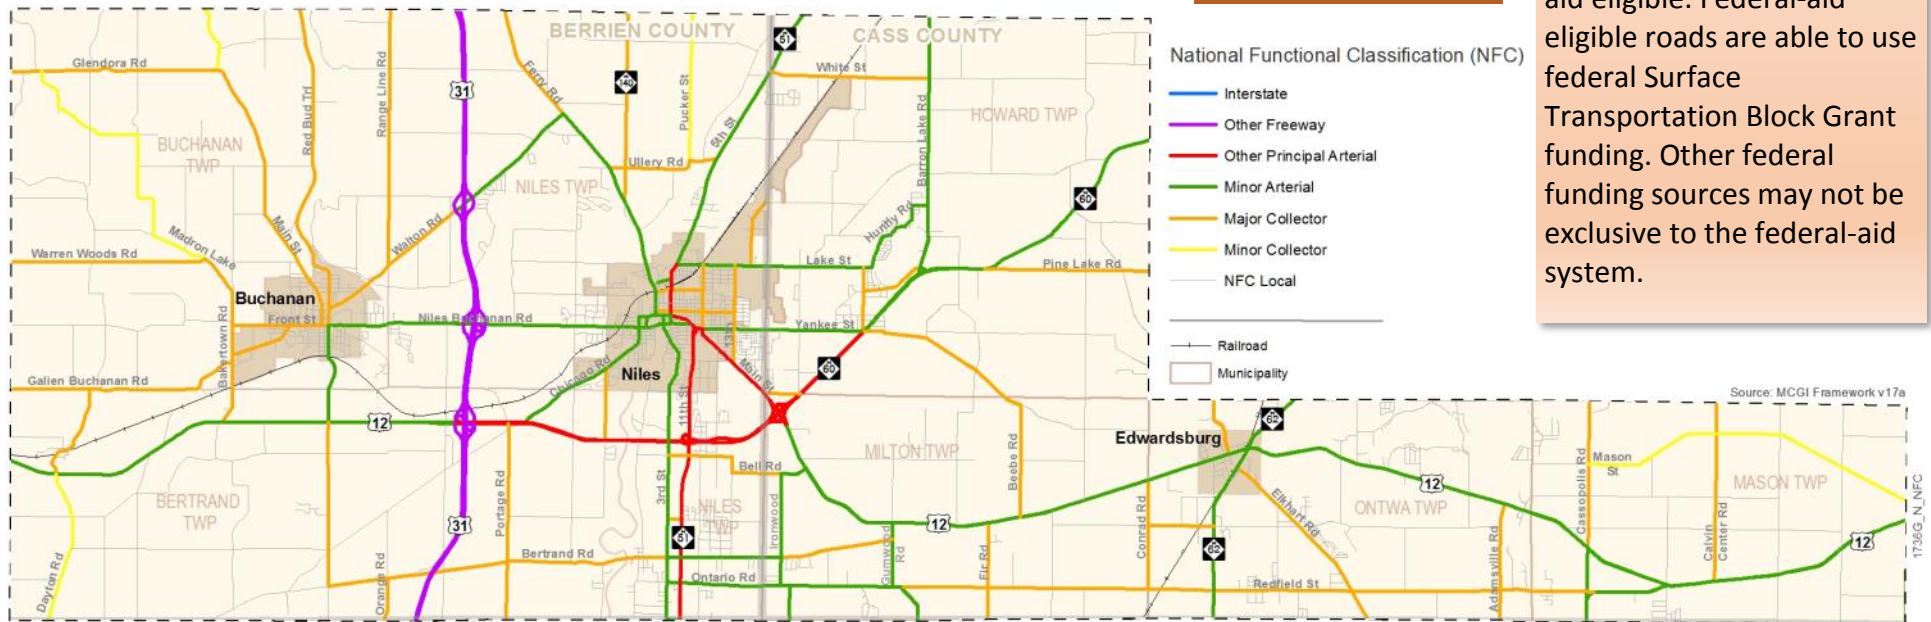 aid eligible. Federal-aid
eligible roads are able to use
federal Surface
Transportation Block Grant
funding. Other federal
funding sources may not be
exclusive to the federal-aid
system.
National Functional Classification (NFC)
Interstate
Other Freeway
Other Principal Arterial
Minor Arterial
Major Collector
Minor Collector
NFC Local
Railroad
Municipality
Source: MCGI Framework v17a
1736G_N_NFC
BERRIEN COUNTY
CASS COUNTY
51
Glendora Rd
Red Bud Trl
Range Line Rd
31
Ferry Rd
140
Pucker St
5th St
White St
Barron Lake Rd
HOWARD TWP
BUCHANAN
TWP
NILES TWP
Ullery Rd
60
Main St
Madron Lake
Walton Rd
Huntly Rd
Warren Woods Rd
Lake St
Pine Lake Rd
Buchanan
Front St
Niles Buchanan Rd
Yankee St
13th
Bakertown Rd
Galien Buchanan Rd
Chicago Rd
Niles
Main St
60
11th St
12
Edwardsburg
62
MILTON TWP
Bell Rd
Beebe Rd
BERTRAND
TWP
Portage Rd
3rd St
NILES
TWP
Ironwood
12
Conrad Rd
Elkhart Rd
ONTWA TWP
12
Cassopolis Rd
Mason
St
MASON TWP
Calvin
Center Rd
12
31
51
62
Dayton Rd
Orange Rd
Bertrand Rd
Ontario Rd
Gumwood
Rd
Fir Rd
Redfield St
Adamsville Rd